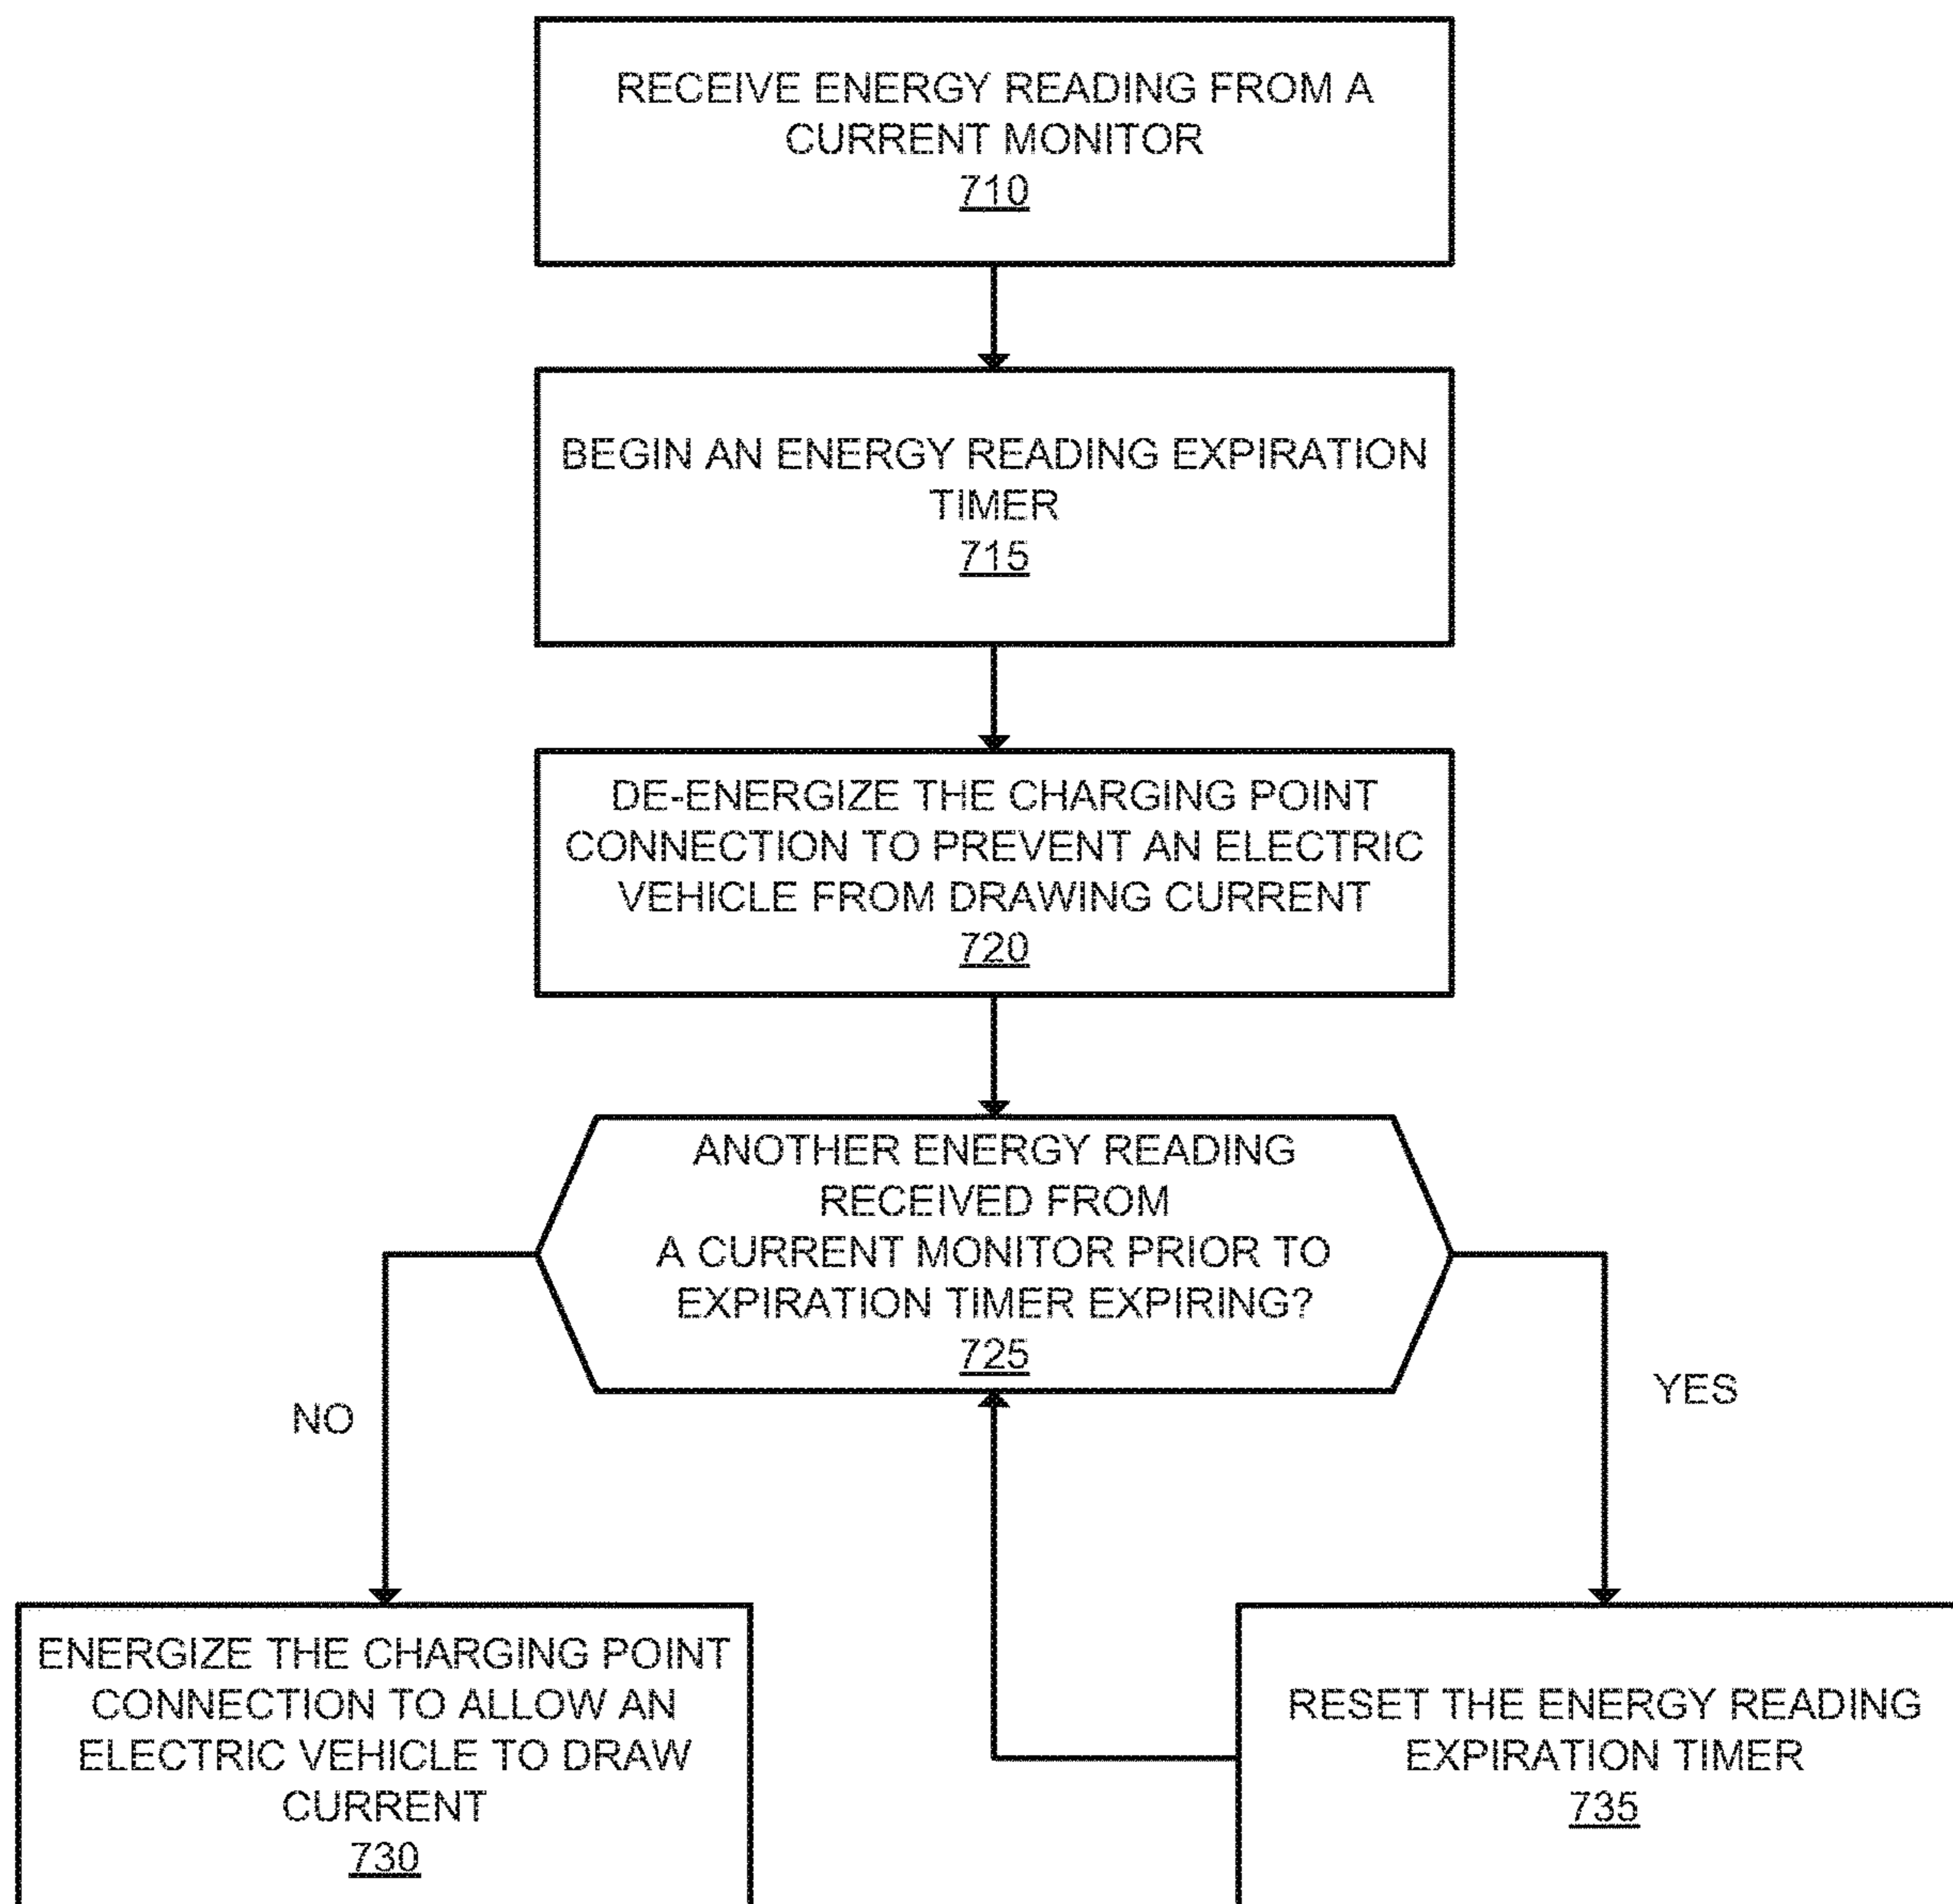 RECEIVE ENERGY READING FROM A
CURRENT MONITOR
710
BEGIN AN ENERGY READING EXPIRATION
TIMER
715
DE-ENERGIZE THE CHARGING POINT
CONNECTION TO PREVENT AN ELECTRIC
VEHICLE FROM DRAWING CURRENT
720
ANOTHER ENERGY READING
RECEIVED FROM
A CURRENT MONITOR PRIOR TO
EXPIRATION TIMER EXPIRING?
725
NO
YES
ENERGIZE THE CHARGING POINT
CONNECTION TO ALLOW AN
ELECTRIC VEHICLE TO DRAW
CURRENT
730
RESET THE ENERGY READING
EXPIRATION TIMER
735